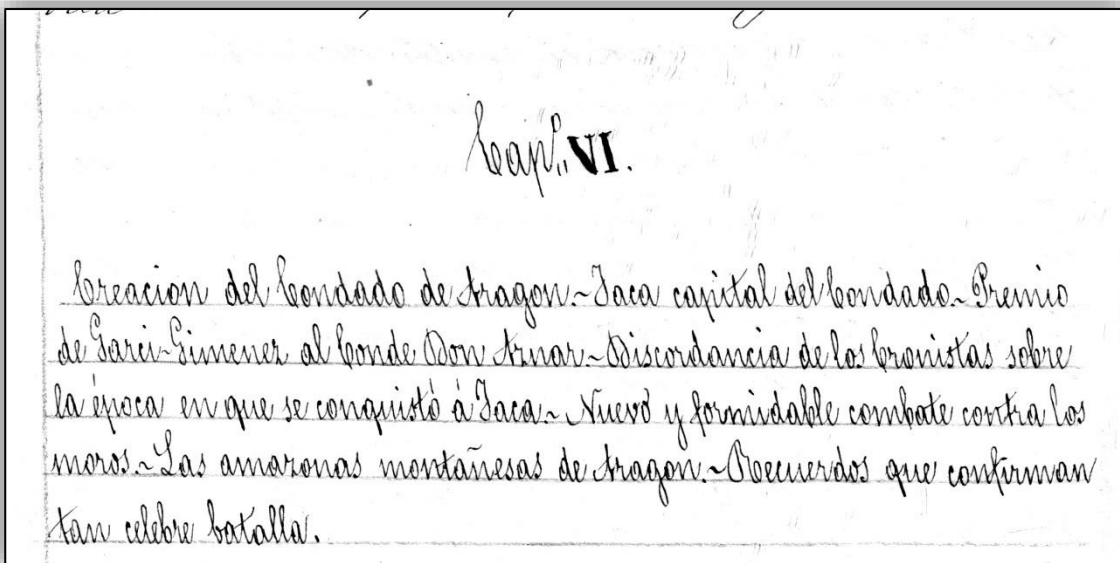 Cap.º VI.
Creacion del Condado de Aragon.~Jaca capital del Condado.~Premio
de Garci-Gimenez al Conde Don Aznar.~Discordancia de los Cronistas sobre
la época en que se conquistó á Jaca.~Nuevo y formidable combate contra los
moros.~Las amazonas montañesas de Aragon.~Recuerdos que confirman
tan celebre batalla.